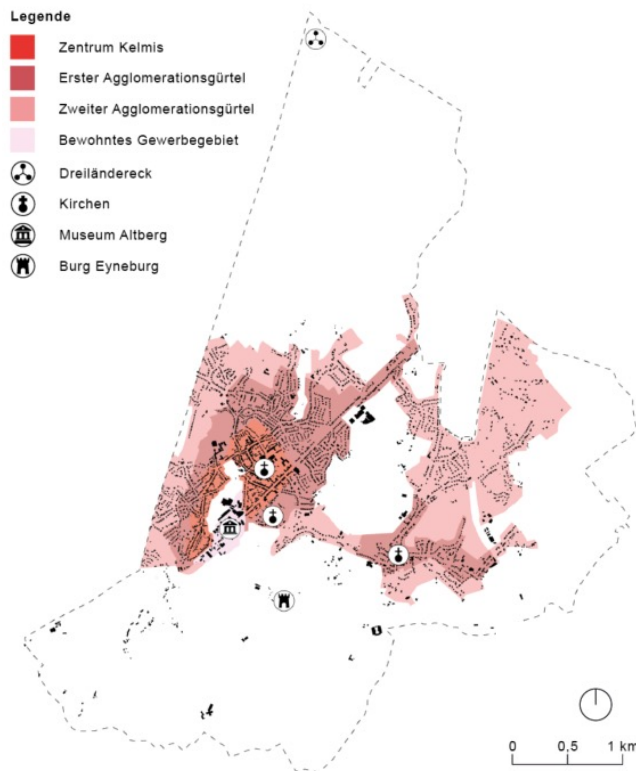 Legende
Zentrum Kelmis
Erster Agglomerationsgürtel
Zweiter Agglomerationsgürtel
Bewohntes Gewerbegebiet
Dreiländereck
Kirchen
Museum Altberg
Burg Eyneburg
0 0,5 1 km